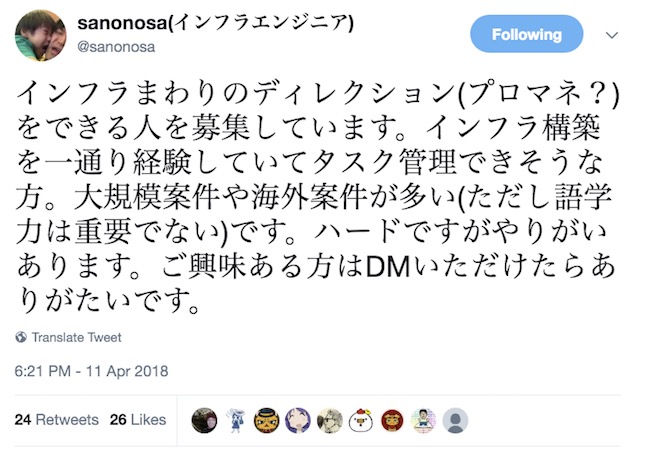 sanonosa(インフラエンジニア)
@sanonosa
Following
インフラまわりのディレクション(プロマネ？)
をできる人を募集しています。インフラ構築
を一通り経験していてタスク管理できそうな
方。大規模案件や海外案件が多い(ただし語学
力は重要でない)です。ハードですがやりがい
あります。ご興味ある方はDMいただけたらあ
りがたいです。
Translate Tweet
6:21 PM - 11 Apr 2018
24 Retweets 26 Likes